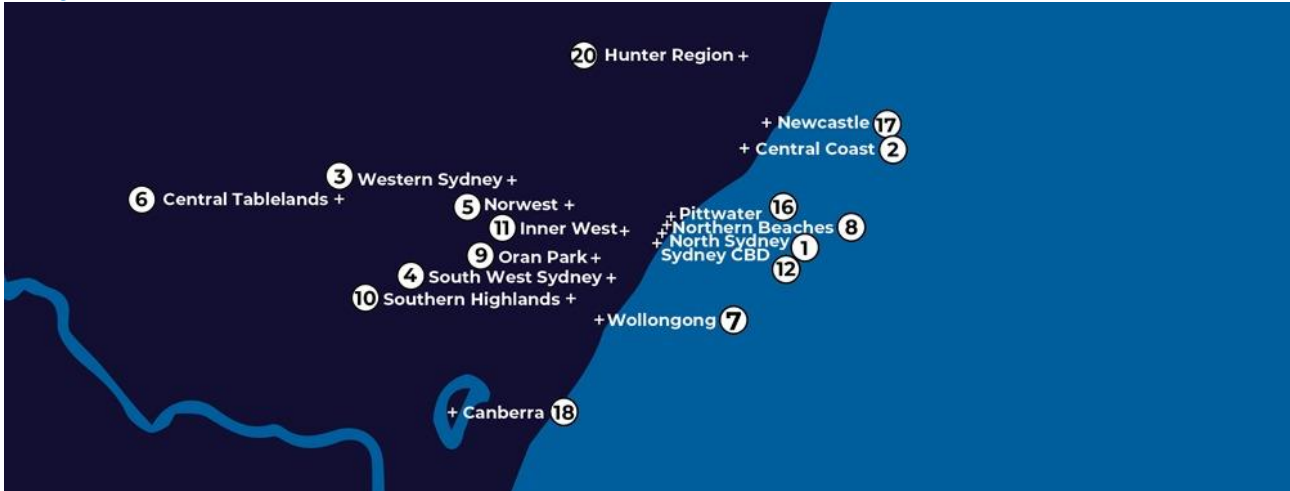 20 Hunter Region +
+ Newcastle 17
+ Central Coast 2
3 Western Sydney +
6 Central Tablelands +
5 Norwest +
+ Pittwater 16
11 Inner West +
+ Northern Beaches 8
+ North Sydney 1
9 Oran Park +
+ Sydney CBD 12
4 South West Sydney +
10 Southern Highlands +
+ Wollongong 7
+ Canberra 18